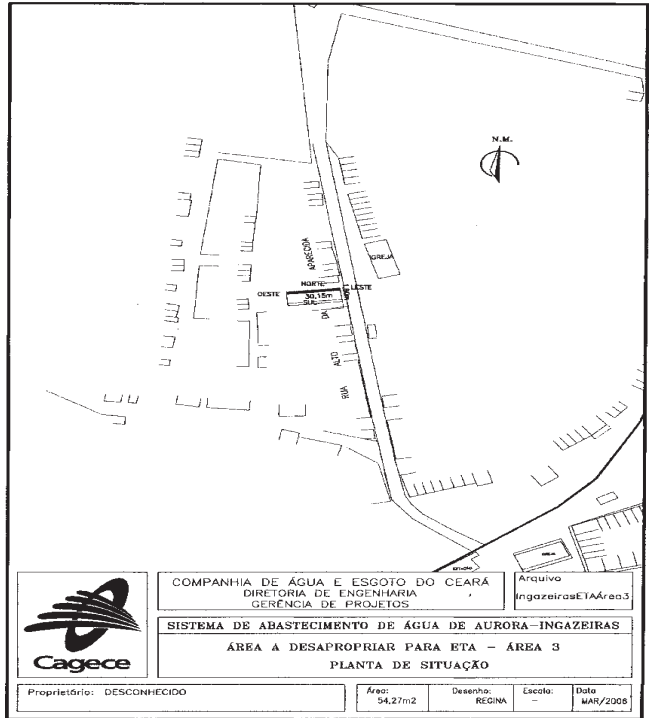 N.M.
IGREJA
APARECIDA
NORTE
OESTE
LESTE
30,15m
SUL
DA
ALTO
RUA
COMPANHIA DE ÁGUA E ESGOTO DO CEARÁ
DIRETORIA DE ENGENHARIA
GERÊNCIA DE PROJETOS
Arquivo
IngazeirasETAÁrea3
SISTEMA DE ABASTECIMENTO DE ÁGUA DE AURORA-INGAZEIRAS
ÁREA A DESAPROPRIAR PARA ETA - ÁREA 3
PLANTA DE SITUAÇÃO
Cagece
Proprietário: DESCONHECIDO
Área:
54,27m2
Desenho:
REGINA
Escala:
-
Data
MAR/2006